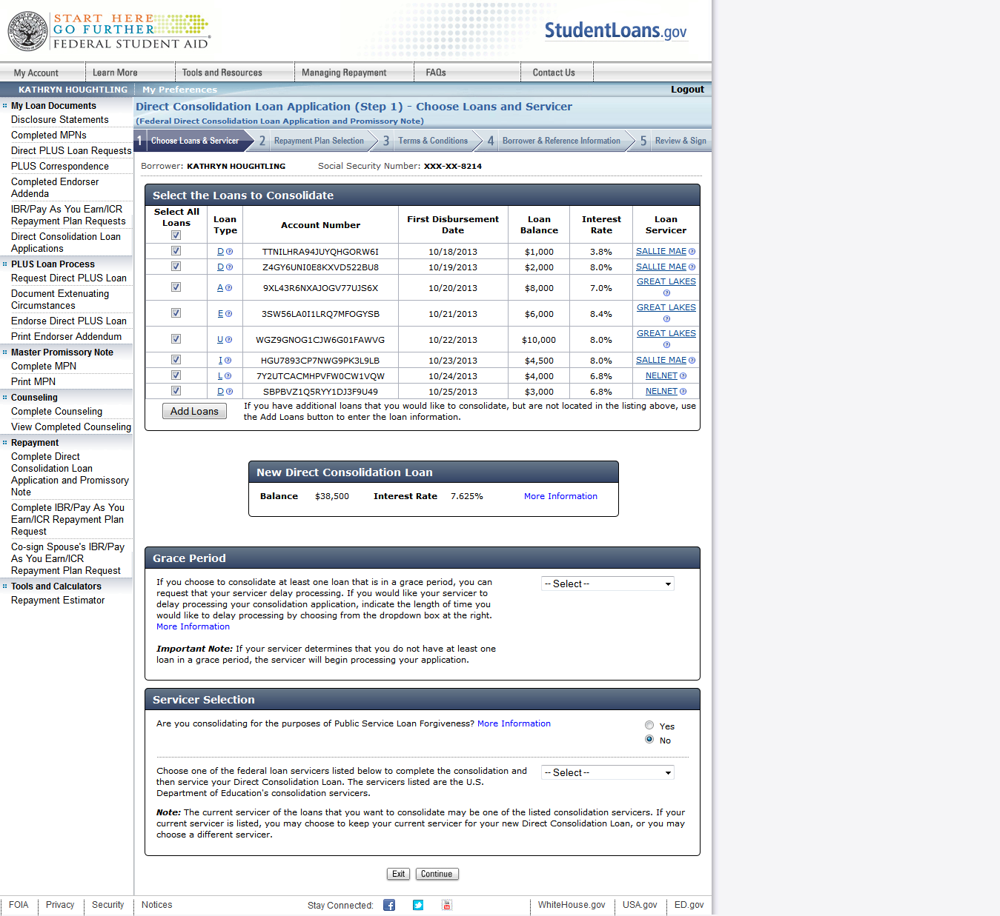 START HERE
GO FURTHER
FEDERAL STUDENT AID
StudentLoans.gov
My Account Learn More Tools and Resources Managing Repayment FAQs Contact Us
KATHRYN HOUGHTLING My Preferences Logout
My Loan Documents
Disclosure Statements
Completed MPNs
Direct PLUS Loan Requests
PLUS Correspondence
Completed Endorser
Addenda
IBR/Pay As You Earn/ICR
Repayment Plan Requests
Direct Consolidation Loan
Applications
PLUS Loan Process
Request Direct PLUS Loan
Document Extenuating
Circumstances
Endorse Direct PLUS Loan
Print Endorser Addendum
Master Promissory Note
Complete MPN
Print MPN
Counseling
Complete Counseling
View Completed Counseling
Repayment
Complete Direct
Consolidation Loan
Application and Promissory
Note
Complete IBR/Pay As You
Earn/ICR Repayment Plan
Request
Co-sign Spouse's IBR/Pay
As You Earn/ICR
Repayment Plan Request
Tools and Calculators
Repayment Estimator
Direct Consolidation Loan Application (Step 1) - Choose Loans and Servicer
(Federal Direct Consolidation Loan Application and Promissory Note)
1 Choose Loans & Servicer 2 Repayment Plan Selection 3 Terms & Conditions 4 Borrower & Reference Information 5 Review & Sign
Borrower: KATHRYN HOUGHTLING Social Security Number: XXX-XX-8214
Select the Loans to Consolidate
Select All Loans Loan Type Account Number First Disbursement Date Loan Balance Interest Rate Loan Servicer
D TTNILHRA94JUYQHGORW6I 10/18/2013 $1,000 3.8% SALLIE MAE
D Z4GY6UNI0E8KXVD522BU8 10/19/2013 $2,000 8.0% SALLIE MAE
A 9XL43R6NXAJOGV77UJS6X 10/20/2013 $8,000 7.0% GREAT LAKES
E 3SW56LA0I1LRQ7MFOGYSB 10/21/2013 $6,000 8.4% GREAT LAKES
U WGZ9GNOG1CJW6G01FAWVG 10/22/2013 $10,000 8.0% GREAT LAKES
I HGU7893CP7NWG9PK3L9LB 10/23/2013 $4,500 8.0% SALLIE MAE
L 7Y2UTCACMHPVFW0CW1VQW 10/24/2013 $4,000 6.8% NELNET
D SBPBVZ1Q5RYY1DJ3F9U49 10/25/2013 $3,000 6.8% NELNET
Add Loans
If you have additional loans that you would like to consolidate, but are not located in the listing above, use
the Add Loans button to enter the loan information.
New Direct Consolidation Loan
Balance $38,500 Interest Rate 7.625% More Information
Grace Period
If you choose to consolidate at least one loan that is in a grace period, you can
request that your servicer delay processing. If you would like your servicer to
delay processing your consolidation application, indicate the length of time you
would like to delay processing by choosing from the dropdown box at the right.
More Information
-- Select --
Important Note: If your servicer determines that you do not have at least one
loan in a grace period, the servicer will begin processing your application.
Servicer Selection
Are you consolidating for the purposes of Public Service Loan Forgiveness? More Information
Yes
No
Choose one of the federal loan servicers listed below to complete the consolidation and
then service your Direct Consolidation Loan. The servicers listed are the U.S.
Department of Education's consolidation servicers.
-- Select --
Note: The current servicer of the loans that you want to consolidate may be one of the listed consolidation servicers. If your
current servicer is listed, you may choose to keep your current servicer for your new Direct Consolidation Loan, or you may
choose a different servicer.
Exit Continue
FOIA Privacy Security Notices Stay Connected: WhiteHouse.gov USA.gov ED.gov